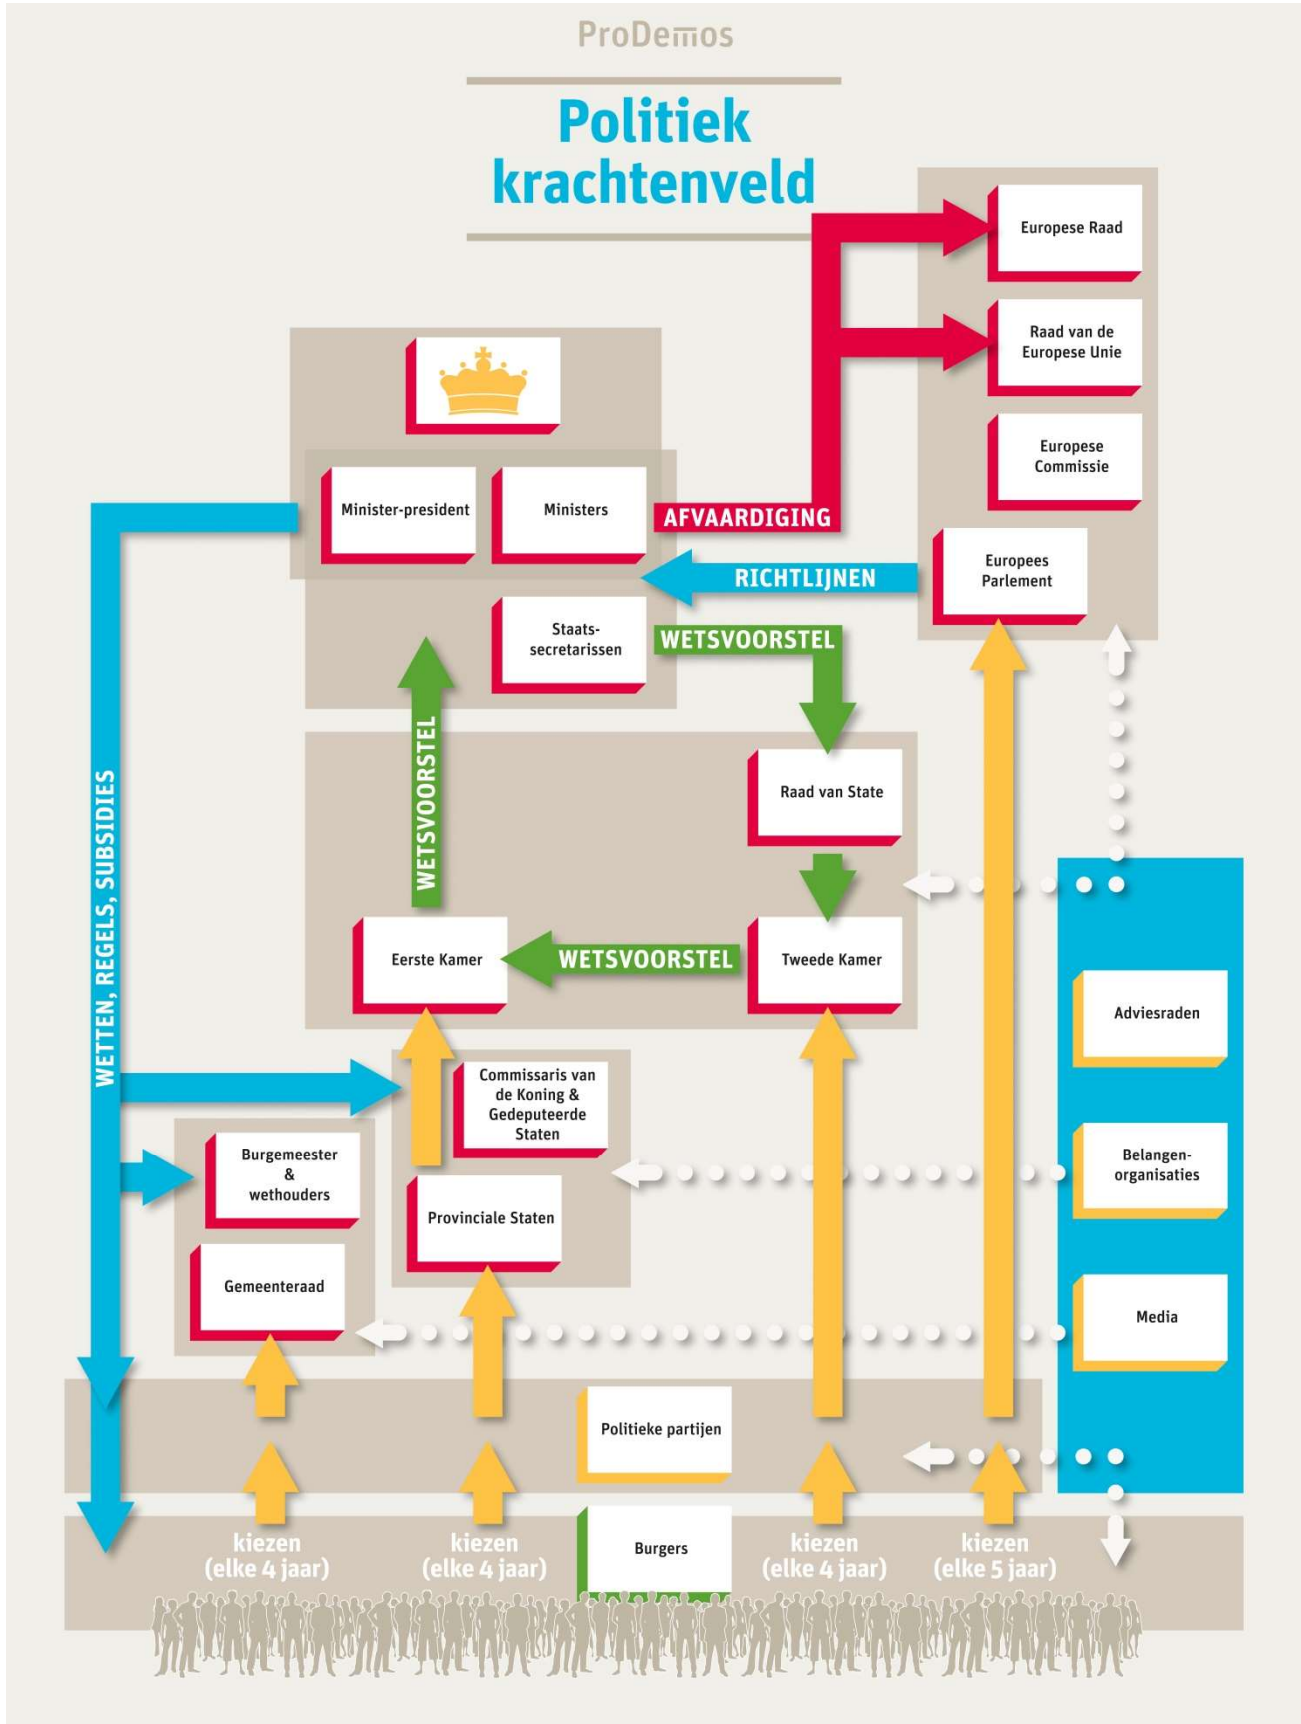 ProDemos
Politiek
krachtenveld
Europese Raad
Raad van de
Europese Unie
Europese
Commissie
Minister-president
Ministers
AFVAARDIGING
Europees
Parlement
RICHTLIJNEN
Staats-
secretarissen
WETSVOORSTEL
WETSVOORSTEL
Raad van State
WETTEN, REGELS, SUBSIDIES
Eerste Kamer
WETSVOORSTEL
Tweede Kamer
Adviesraden
Commissaris van
de Koning &
Gedeputeerde
Staten
Burgemeester
&
wethouders
Belangen-
organisaties
Provinciale Staten
Gemeenteraad
Media
Politieke partijen
kiezen
(elke 4 jaar)
kiezen
(elke 4 jaar)
Burgers
kiezen
(elke 4 jaar)
kiezen
(elke 5 jaar)